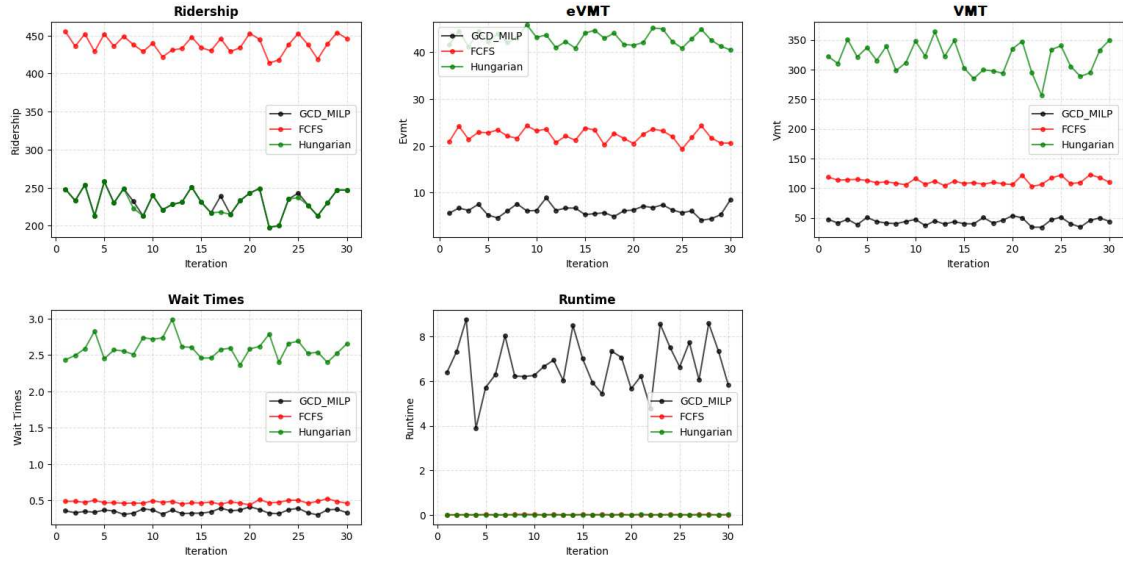 Ridership
450
400
350
300
250
200
Ridership
GCD_MILP
FCFS
Hungarian
0 5 10 15 20 25 30
Iteration
eVMT
40
30
20
10
Evmt
GCD_MILP
FCFS
Hungarian
0 5 10 15 20 25 30
Iteration
VMT
350
300
250
200
150
100
50
Vmt
GCD_MILP
FCFS
Hungarian
0 5 10 15 20 25 30
Iteration
Wait Times
3.0
2.5
2.0
1.5
1.0
0.5
Wait Times
GCD_MILP
FCFS
Hungarian
0 5 10 15 20 25 30
Iteration
Runtime
8
6
4
2
0
Runtime
GCD_MILP
FCFS
Hungarian
0 5 10 15 20 25 30
Iteration